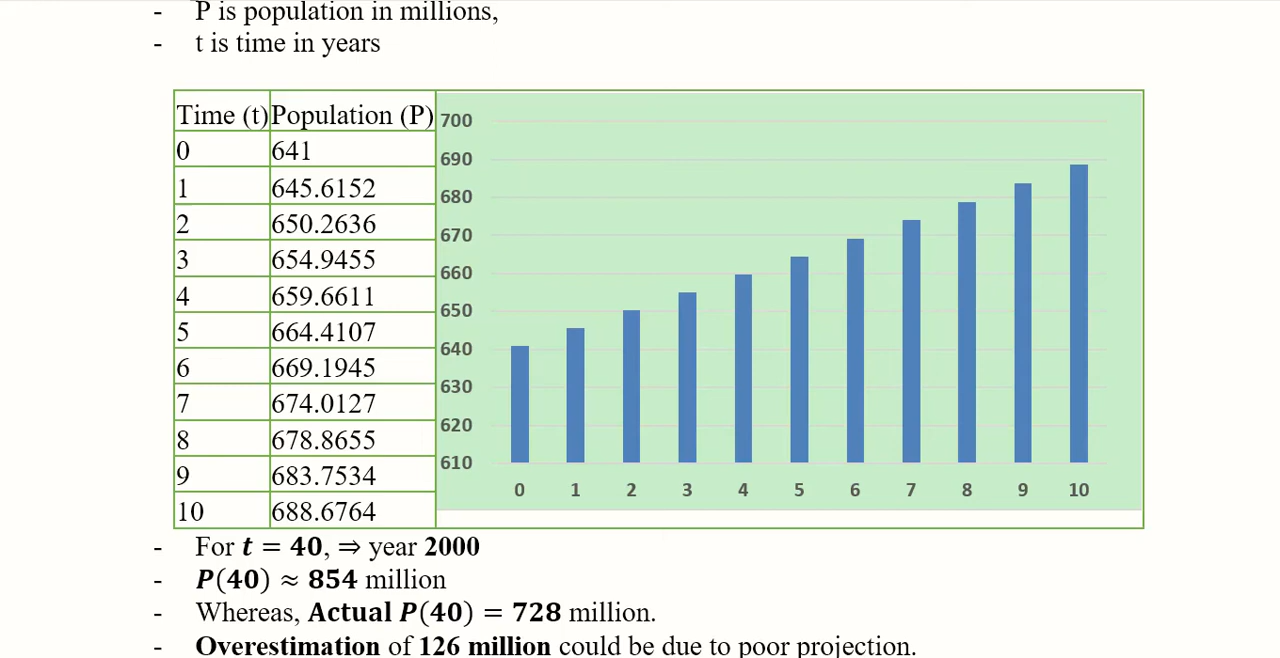 - P is population in millions,
- t is time in years
Time (t) Population (P)
0 641
1 645.6152
2 650.2636
3 654.9455
4 659.6611
5 664.4107
6 669.1945
7 674.0127
8 678.8655
9 683.7534
10 688.6764
700
690
680
670
660
650
640
630
620
610
0 1 2 3 4 5 6 7 8 9 10
- For t = 40, ⇒ year 2000
- P(40) ≈ 854 million
- Whereas, Actual P(40) = 728 million.
- Overestimation of 126 million could be due to poor projection.